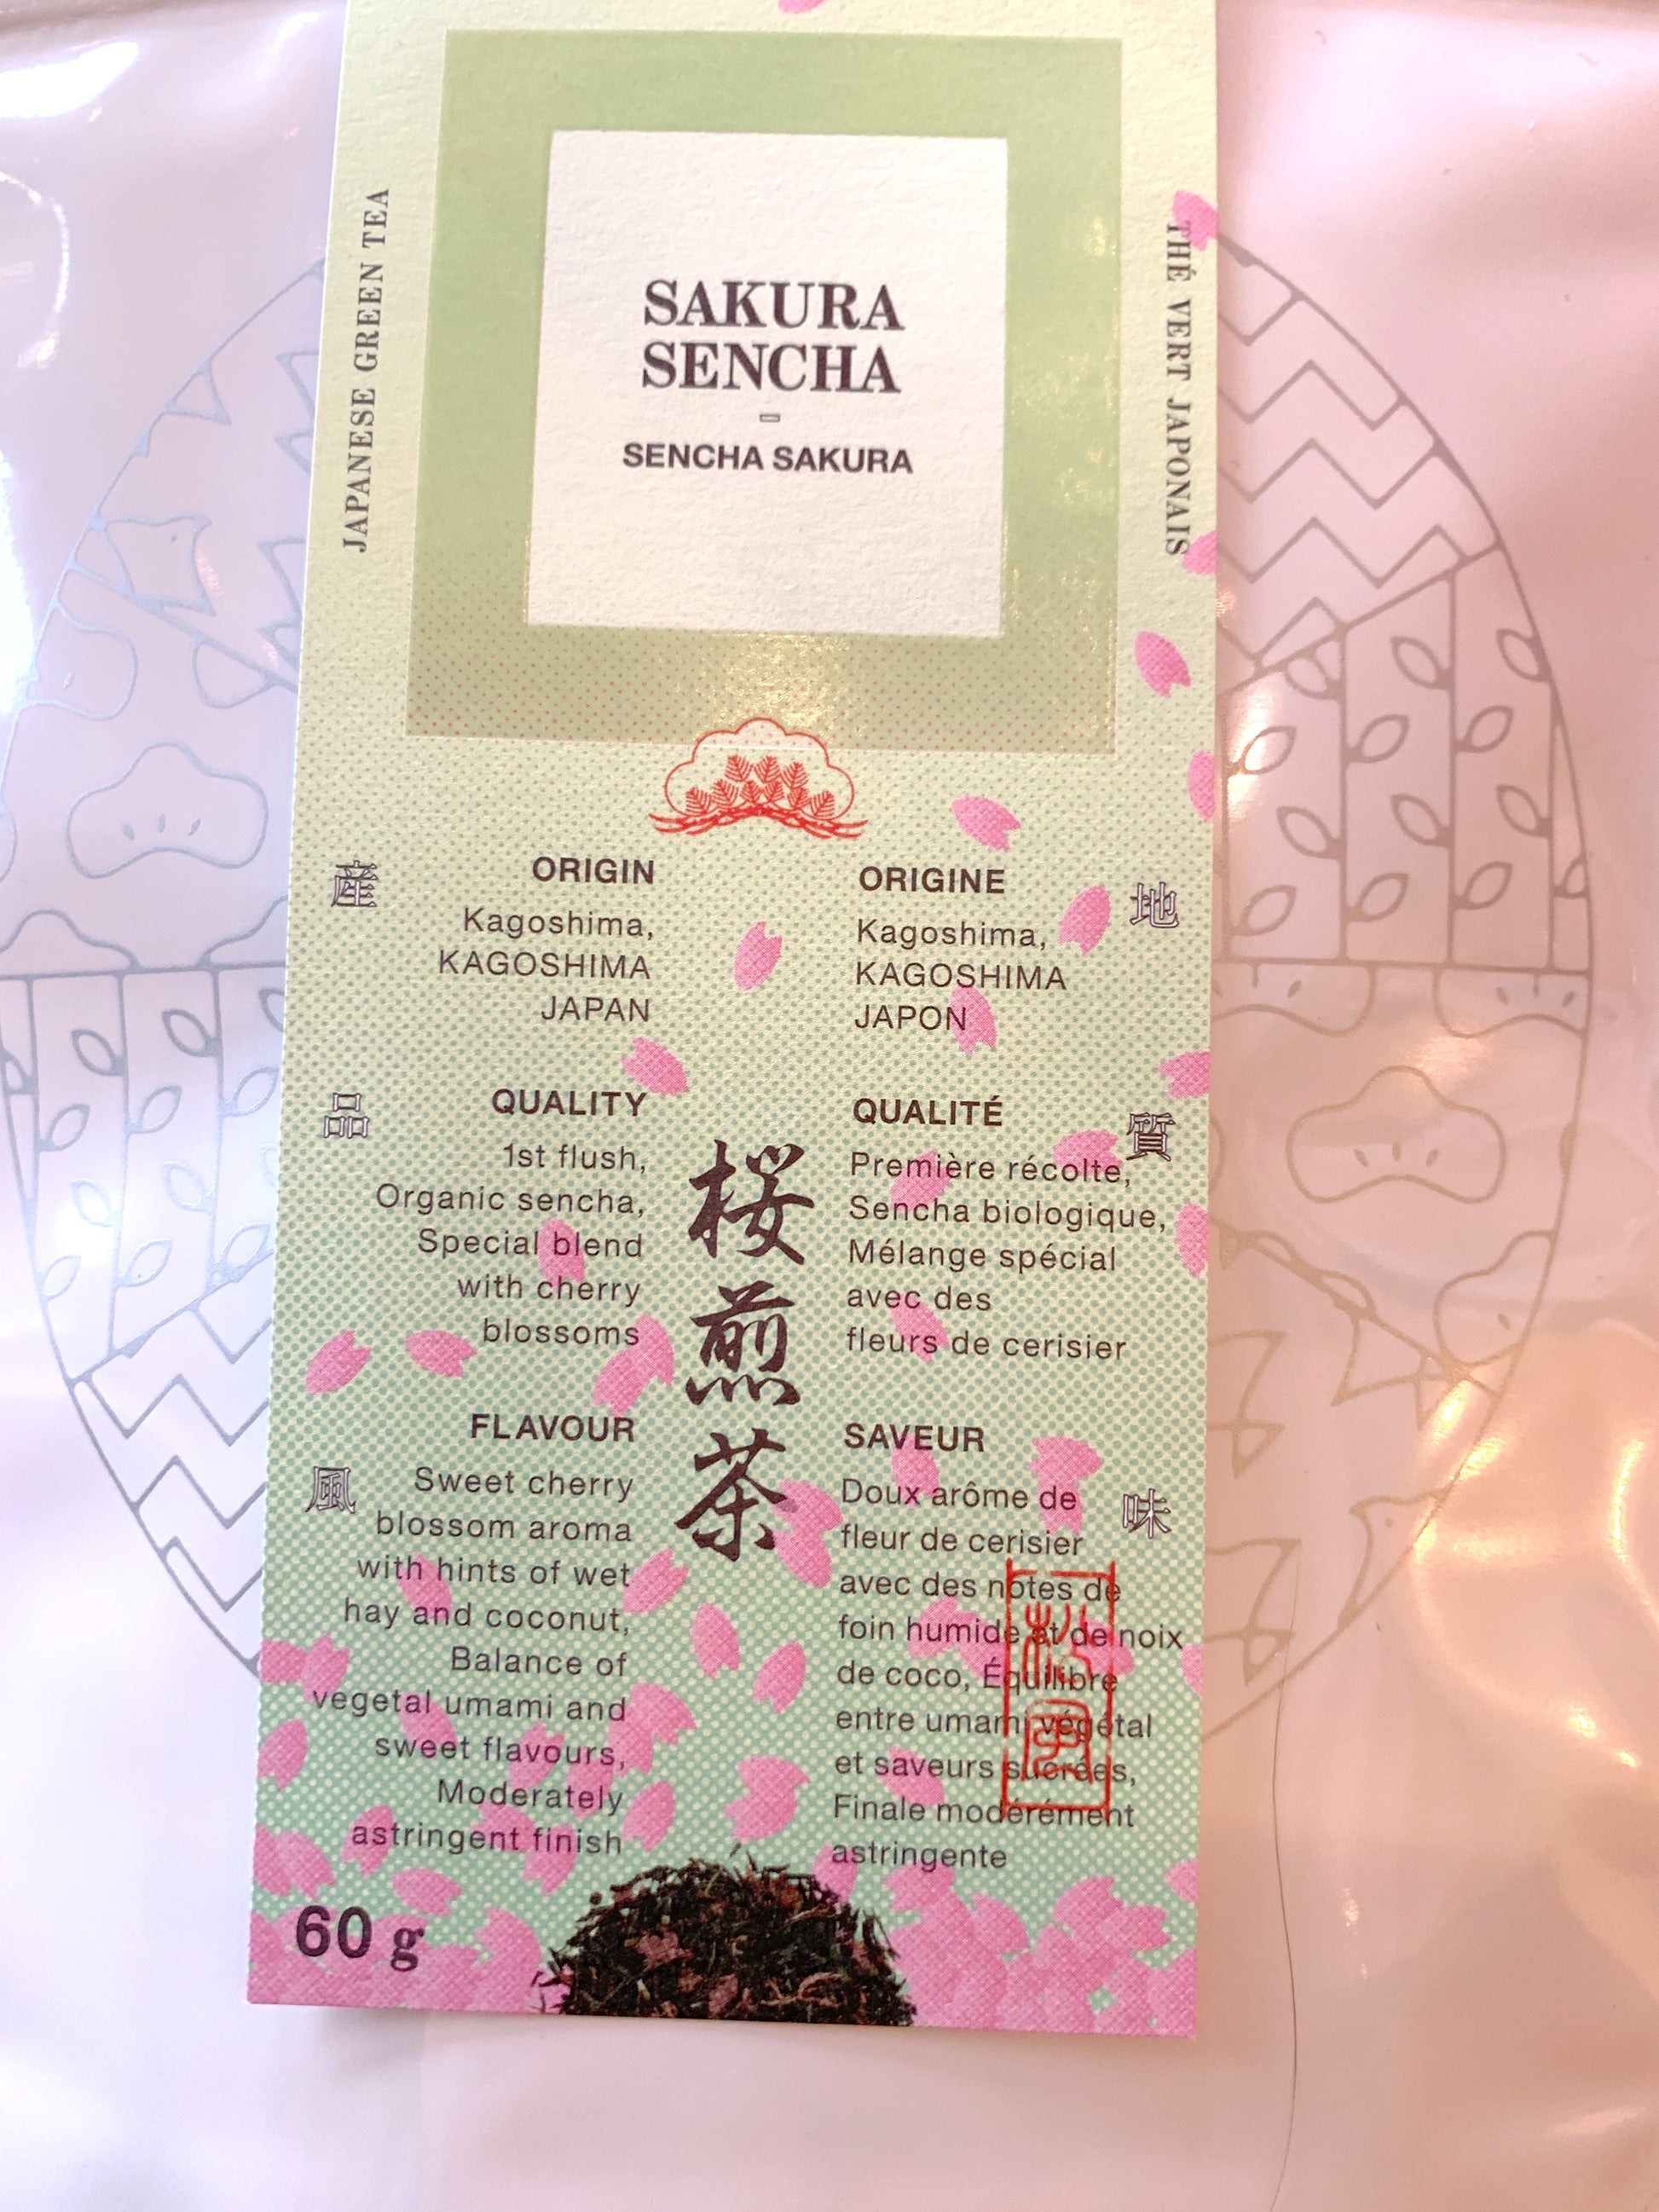 JAPANESE GREEN TEA
THÉ VERT JAPONAIS
SAKURA
SENCHA
-
SENCHA SAKURA
産
地
ORIGIN
Kagoshima,
KAGOSHIMA
JAPAN
ORIGINE
Kagoshima,
KAGOSHIMA
JAPON
品
質
QUALITY
1st flush,
Organic sencha,
Special blend
with cherry
blossoms
QUALITÉ
Première récolte,
Sencha biologique,
Mélange spécial
avec des
fleurs de cerisier
桜
煎
茶
風
味
FLAVOUR
Sweet cherry
blossom aroma
with hints of wet
hay and coconut,
Balance of
vegetal umami and
sweet flavours,
Moderately
astringent finish
SAVEUR
Doux arôme de
fleur de cerisier
avec des notes de
foin humide et de noix
de coco, Équilibre
entre umami végétal
et saveurs sucrées,
Finale modérément
astringente
60 g